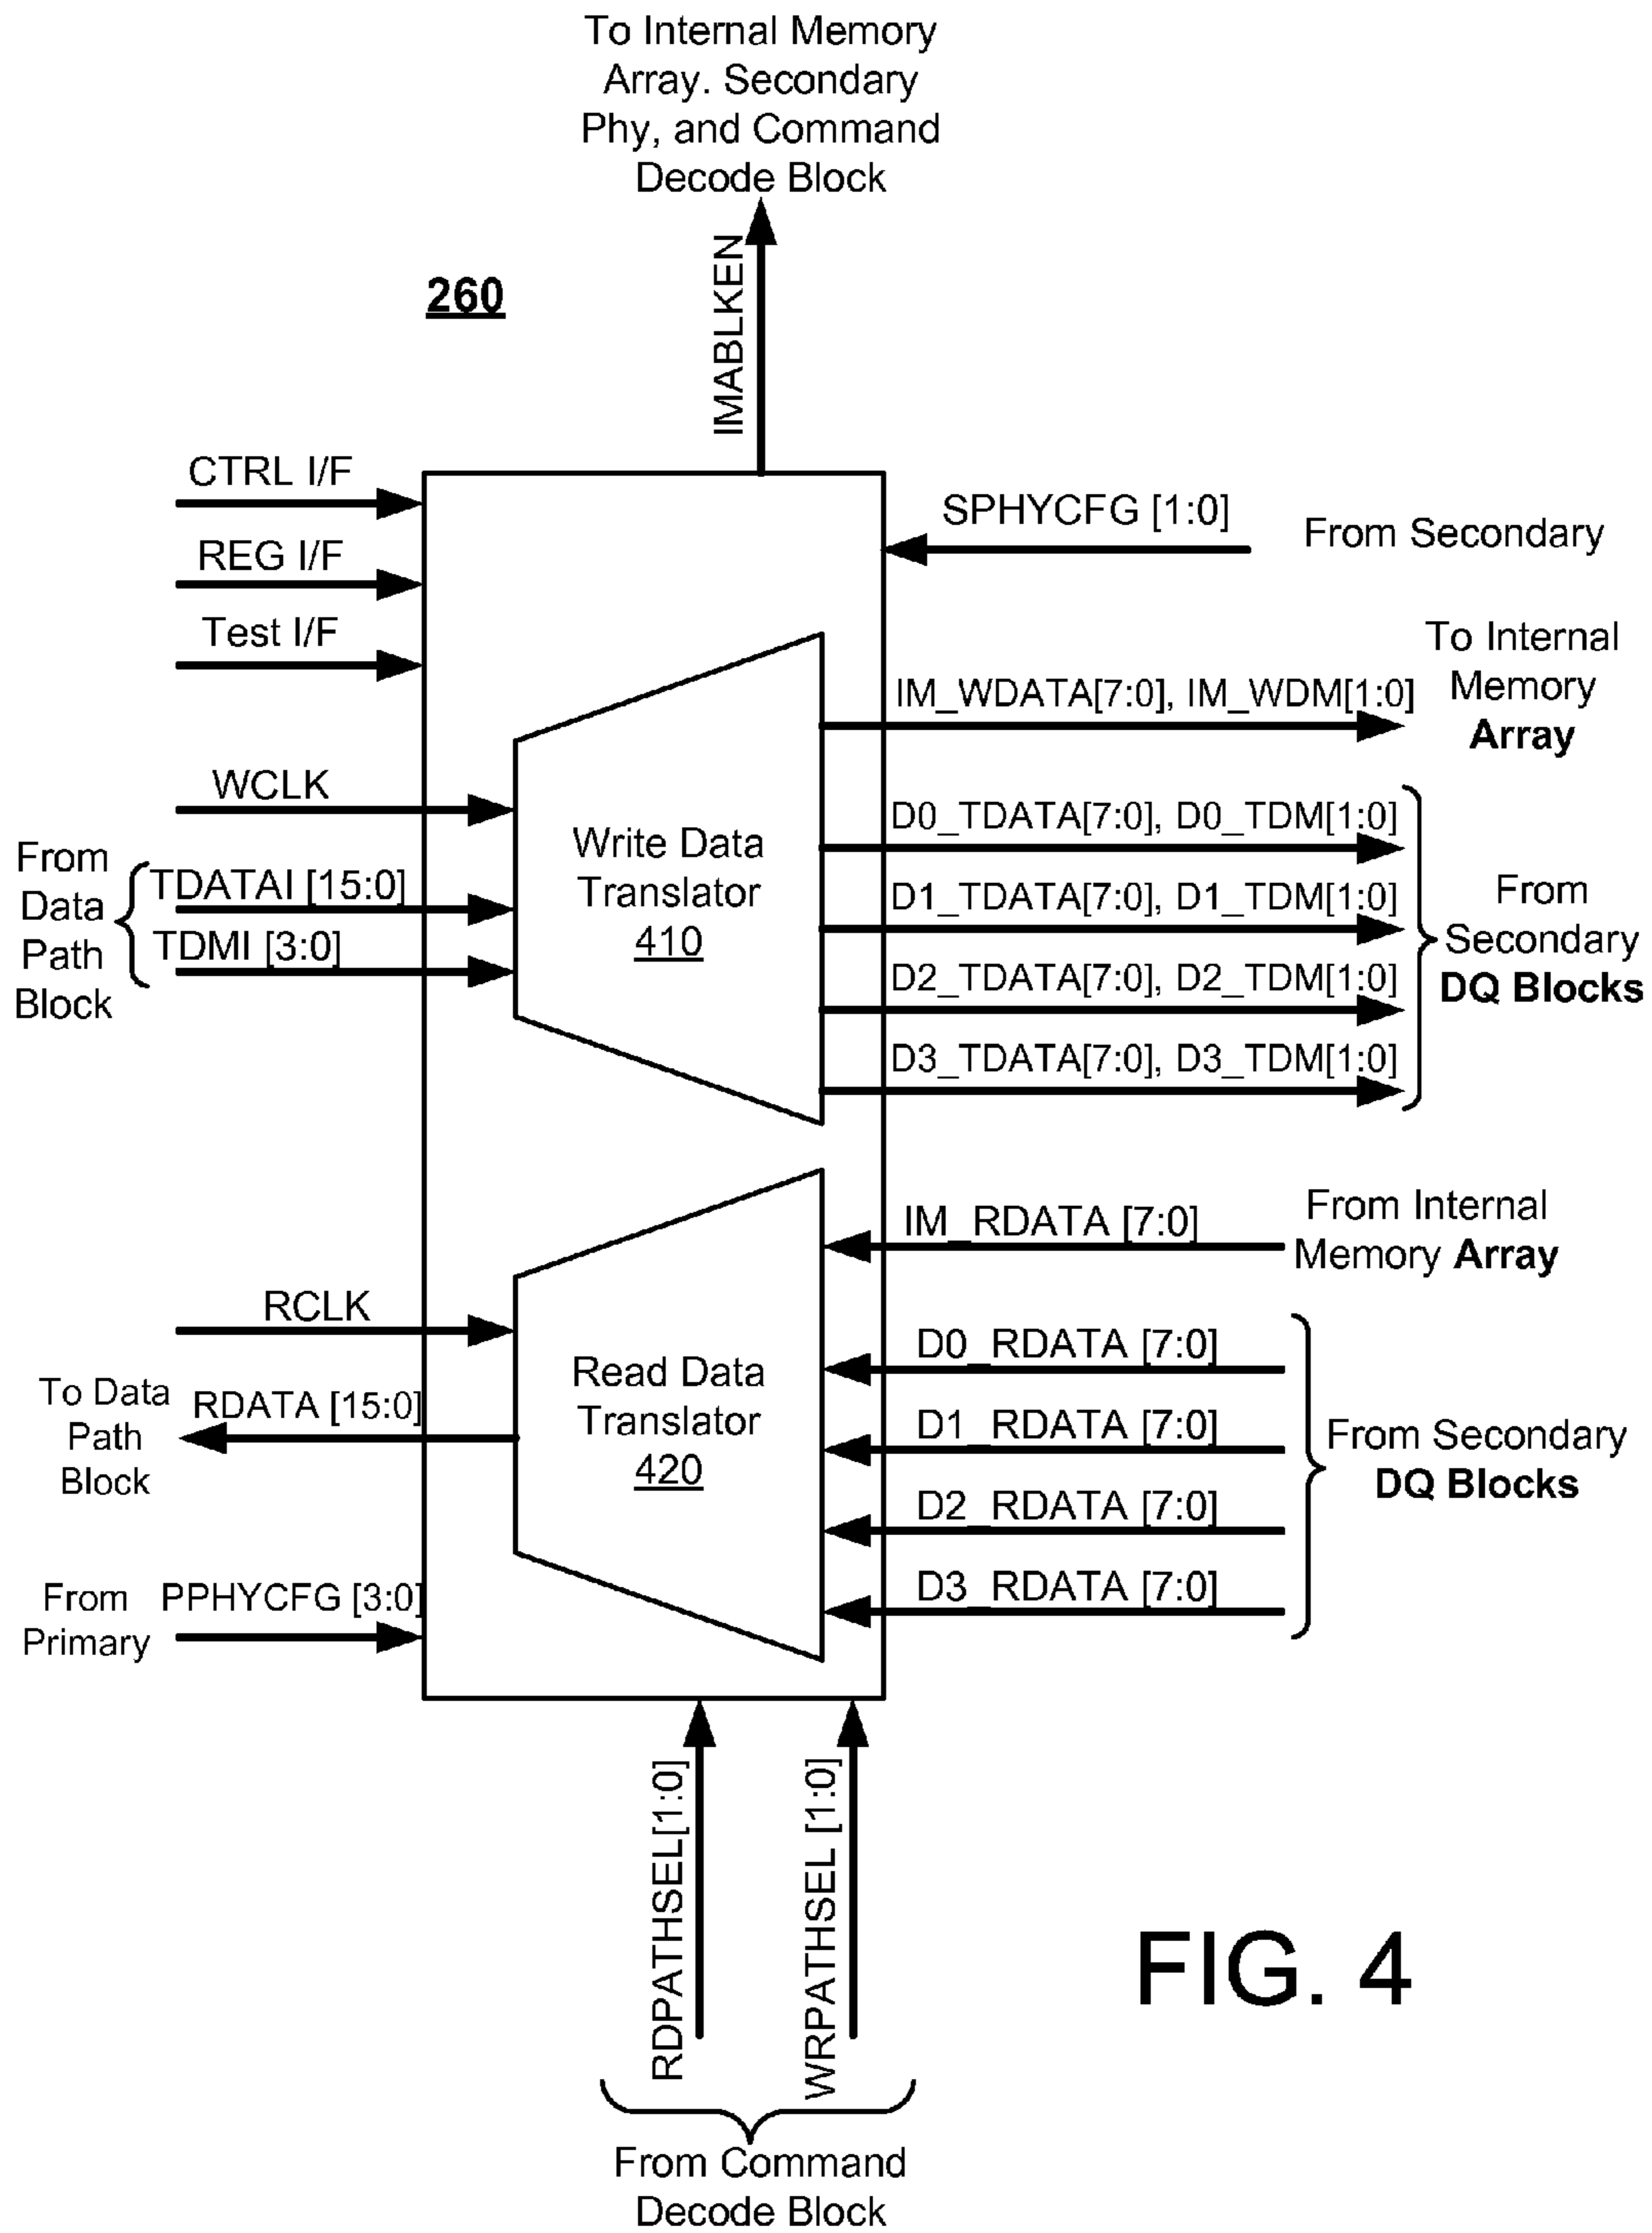 To Internal Memory
Array. Secondary
Phy, and Command
Decode Block
IMABLKEN
260
CTRL I/F
REG I/F
Test I/F
SPHYCFG [1:0]
From Secondary
To Internal
Memory
Array
IM_WDATA[7:0], IM_WDM[1:0]
WCLK
From
Data
Path
Block
TDATAI [15:0]
TDMI [3:0]
Write Data
Translator
410
D0_TDATA[7:0], D0_TDM[1:0]
D1_TDATA[7:0], D1_TDM[1:0]
D2_TDATA[7:0], D2_TDM[1:0]
D3_TDATA[7:0], D3_TDM[1:0]
From
Secondary
DQ Blocks
IM_RDATA [7:0]
From Internal
Memory Array
RCLK
To Data
Path
Block
RDATA [15:0]
Read Data
Translator
420
D0_RDATA [7:0]
D1_RDATA [7:0]
D2_RDATA [7:0]
D3_RDATA [7:0]
From Secondary
DQ Blocks
From
Primary
PPHYCFG [3:0]
RDPATHSEL[1:0]
WRPATHSEL [1:0]
From Command
Decode Block
FIG. 4